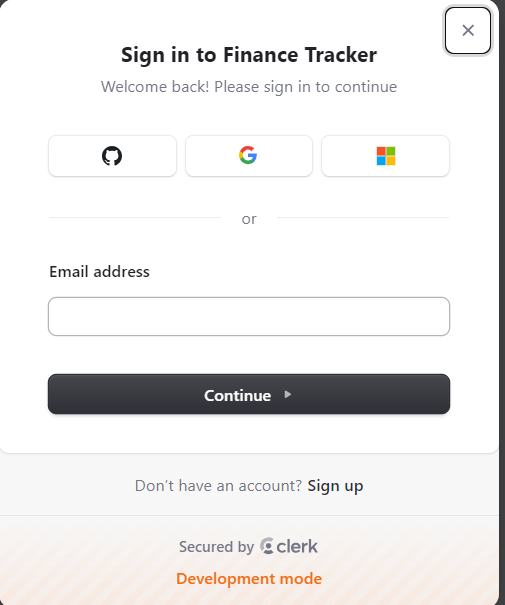 Sign in to Finance Tracker
Welcome back! Please sign in to continue
or
Email address
Continue
Don’t have an account? Sign up
Secured by clerk
Development mode